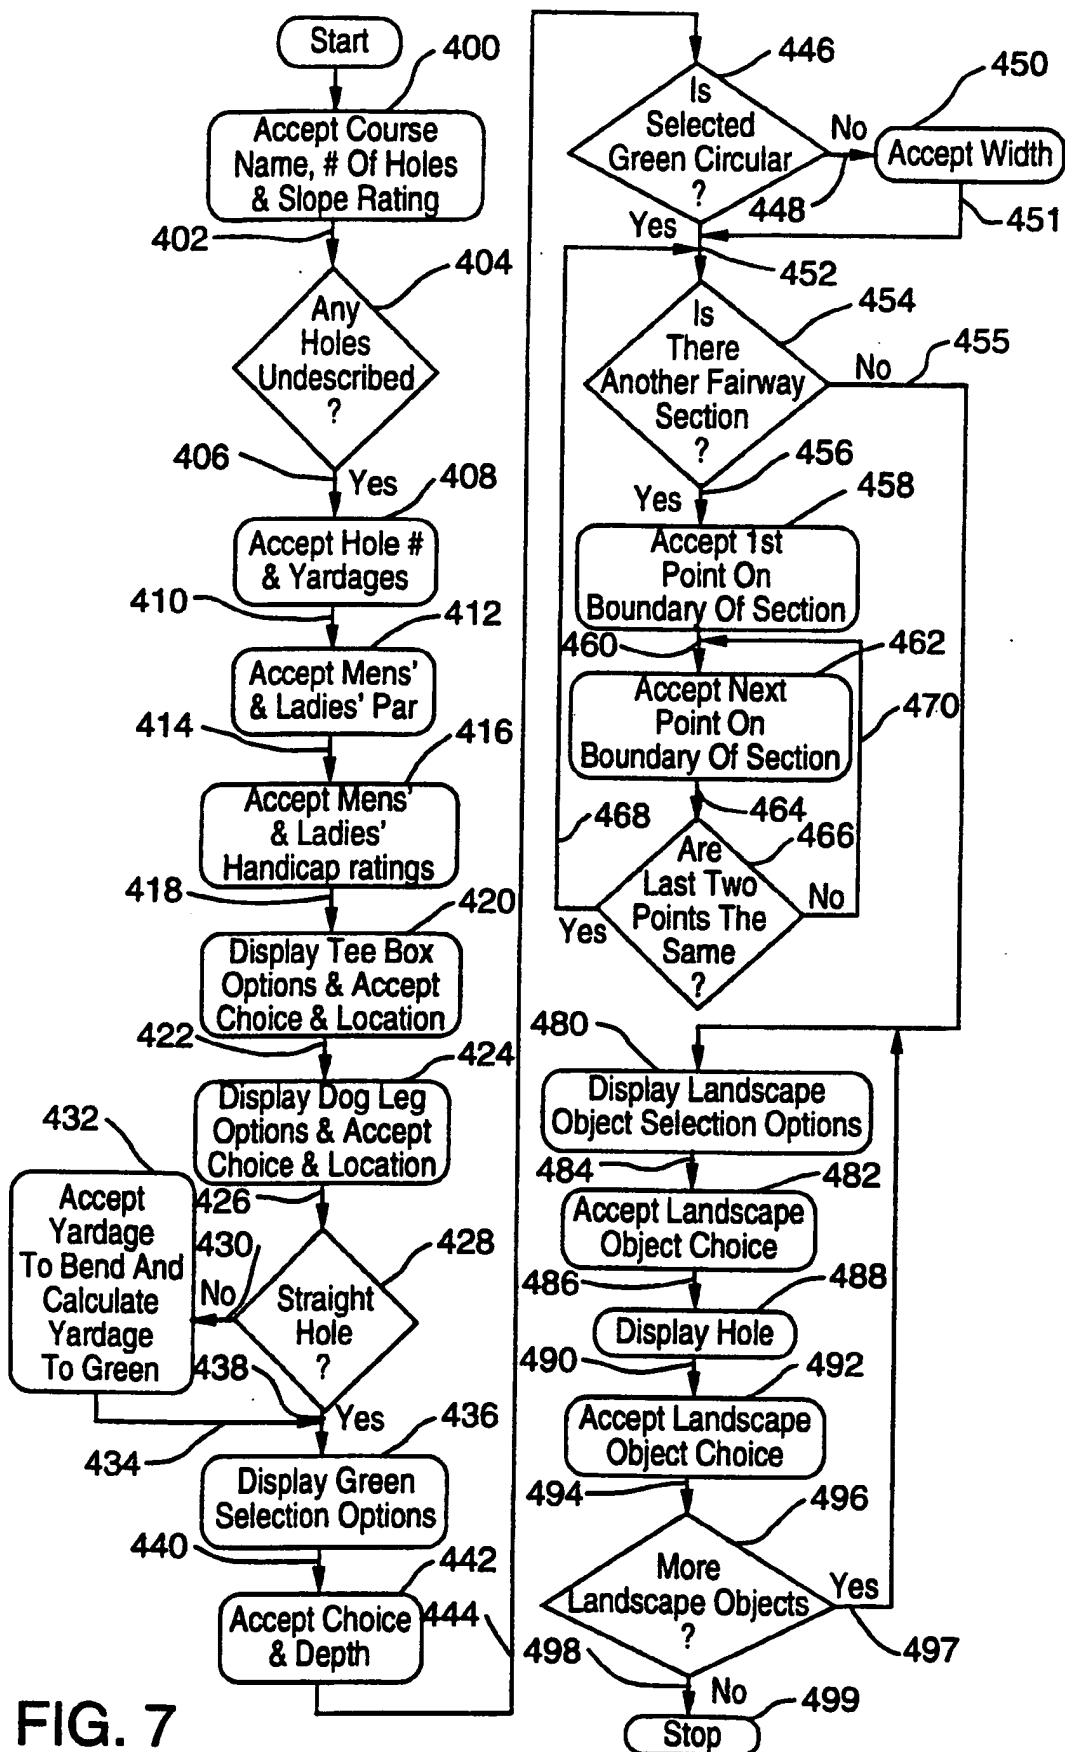 Start
400
Accept Course
Name, # Of Holes
& Slope Rating
402
404
Any
Holes
Undescribed
?
406
Yes
408
Accept Hole #
& Yardages
410
412
Accept Mens'
& Ladies' Par
414
416
Accept Mens'
& Ladies'
Handicap ratings
418
420
Display Tee Box
Options & Accept
Choice & Location
422
424
Display Dog Leg
Options & Accept
Choice & Location
426
428
Straight
Hole
?
430
No
432
Accept
Yardage
To Bend And
Calculate
Yardage
To Green
434
438
Yes
436
Display Green
Selection Options
440
442
Accept Choice
& Depth
444
446
Is
Selected
Green Circular
?
No
448
450
Accept Width
451
Yes
452
454
Is
There
Another Fairway
Section
?
No
455
456
Yes
458
Accept 1st
Point On
Boundary Of Section
460
462
Accept Next
Point On
Boundary Of Section
470
464
466
468
Are
Last Two
Points The
Same
?
No
Yes
480
Display Landscape
Object Selection Options
484
482
Accept Landscape
Object Choice
486
488
Display Hole
490
492
Accept Landscape
Object Choice
494
496
More
Landscape Objects
?
Yes
497
498
No
499
Stop
FIG. 7